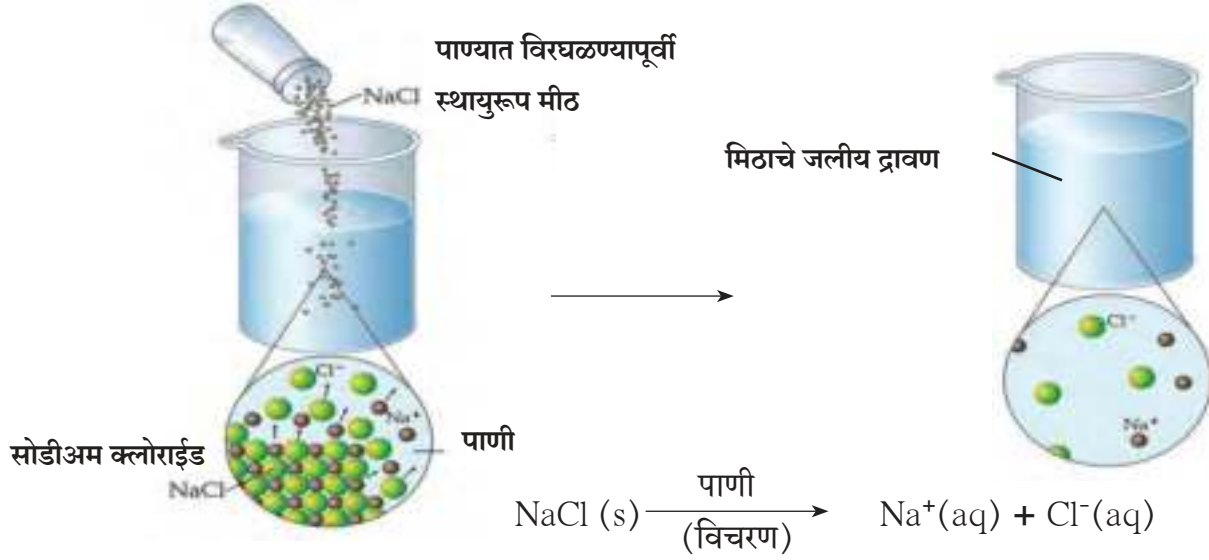 पाण्यात विरघळण्यापूर्वी
NaCl
स्थायुरूप मीठ
मिठाचे जलीय द्रावण
Cl⁻
Na⁺
सोडीअम क्लोराईड
पाणी
NaCl
Cl⁻
Na⁺
NaCl (s) पाणी (विचरण) Na⁺(aq) + Cl⁻(aq)